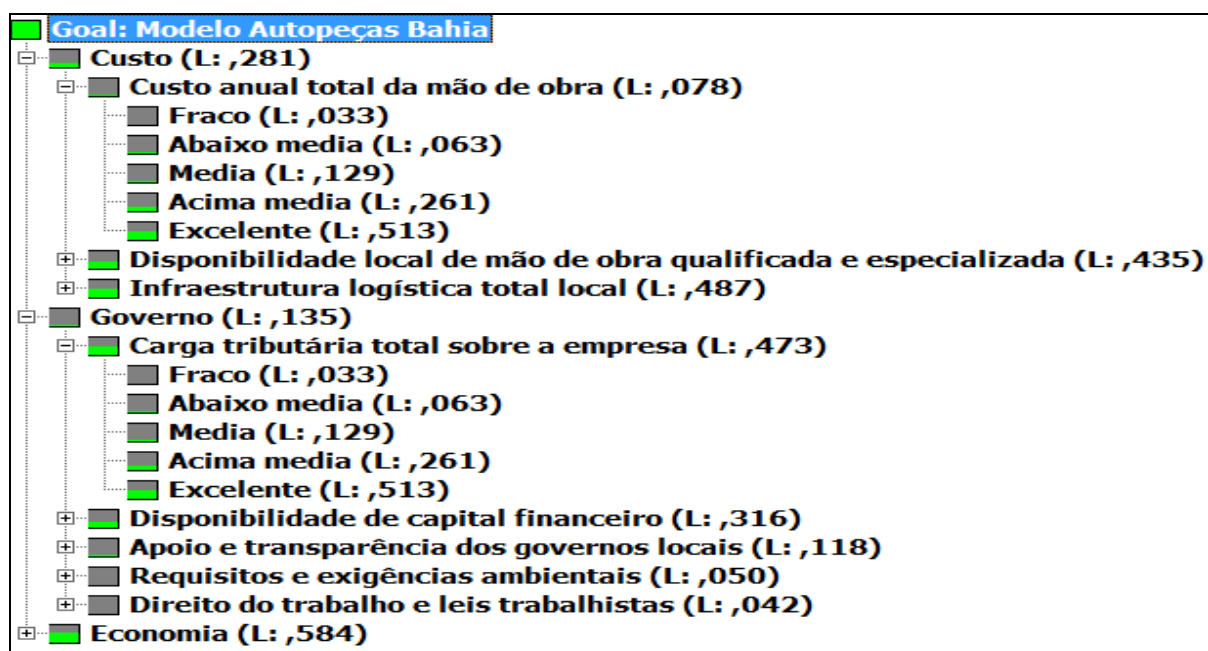 Goal: Modelo Autopeças Bahia
Custo (L: ,281)
Custo anual total da mão de obra (L: ,078)
Fraco (L: ,033)
Abaixo media (L: ,063)
Media (L: ,129)
Acima media (L: ,261)
Excelente (L: ,513)
Disponibilidade local de mão de obra qualificada e especializada (L: ,435)
Infraestrutura logística total local (L: ,487)
Governo (L: ,135)
Carga tributária total sobre a empresa (L: ,473)
Fraco (L: ,033)
Abaixo media (L: ,063)
Media (L: ,129)
Acima media (L: ,261)
Excelente (L: ,513)
Disponibilidade de capital financeiro (L: ,316)
Apoio e transparência dos governos locais (L: ,118)
Requisitos e exigências ambientais (L: ,050)
Direito do trabalho e leis trabalhistas (L: ,042)
Economia (L: ,584)